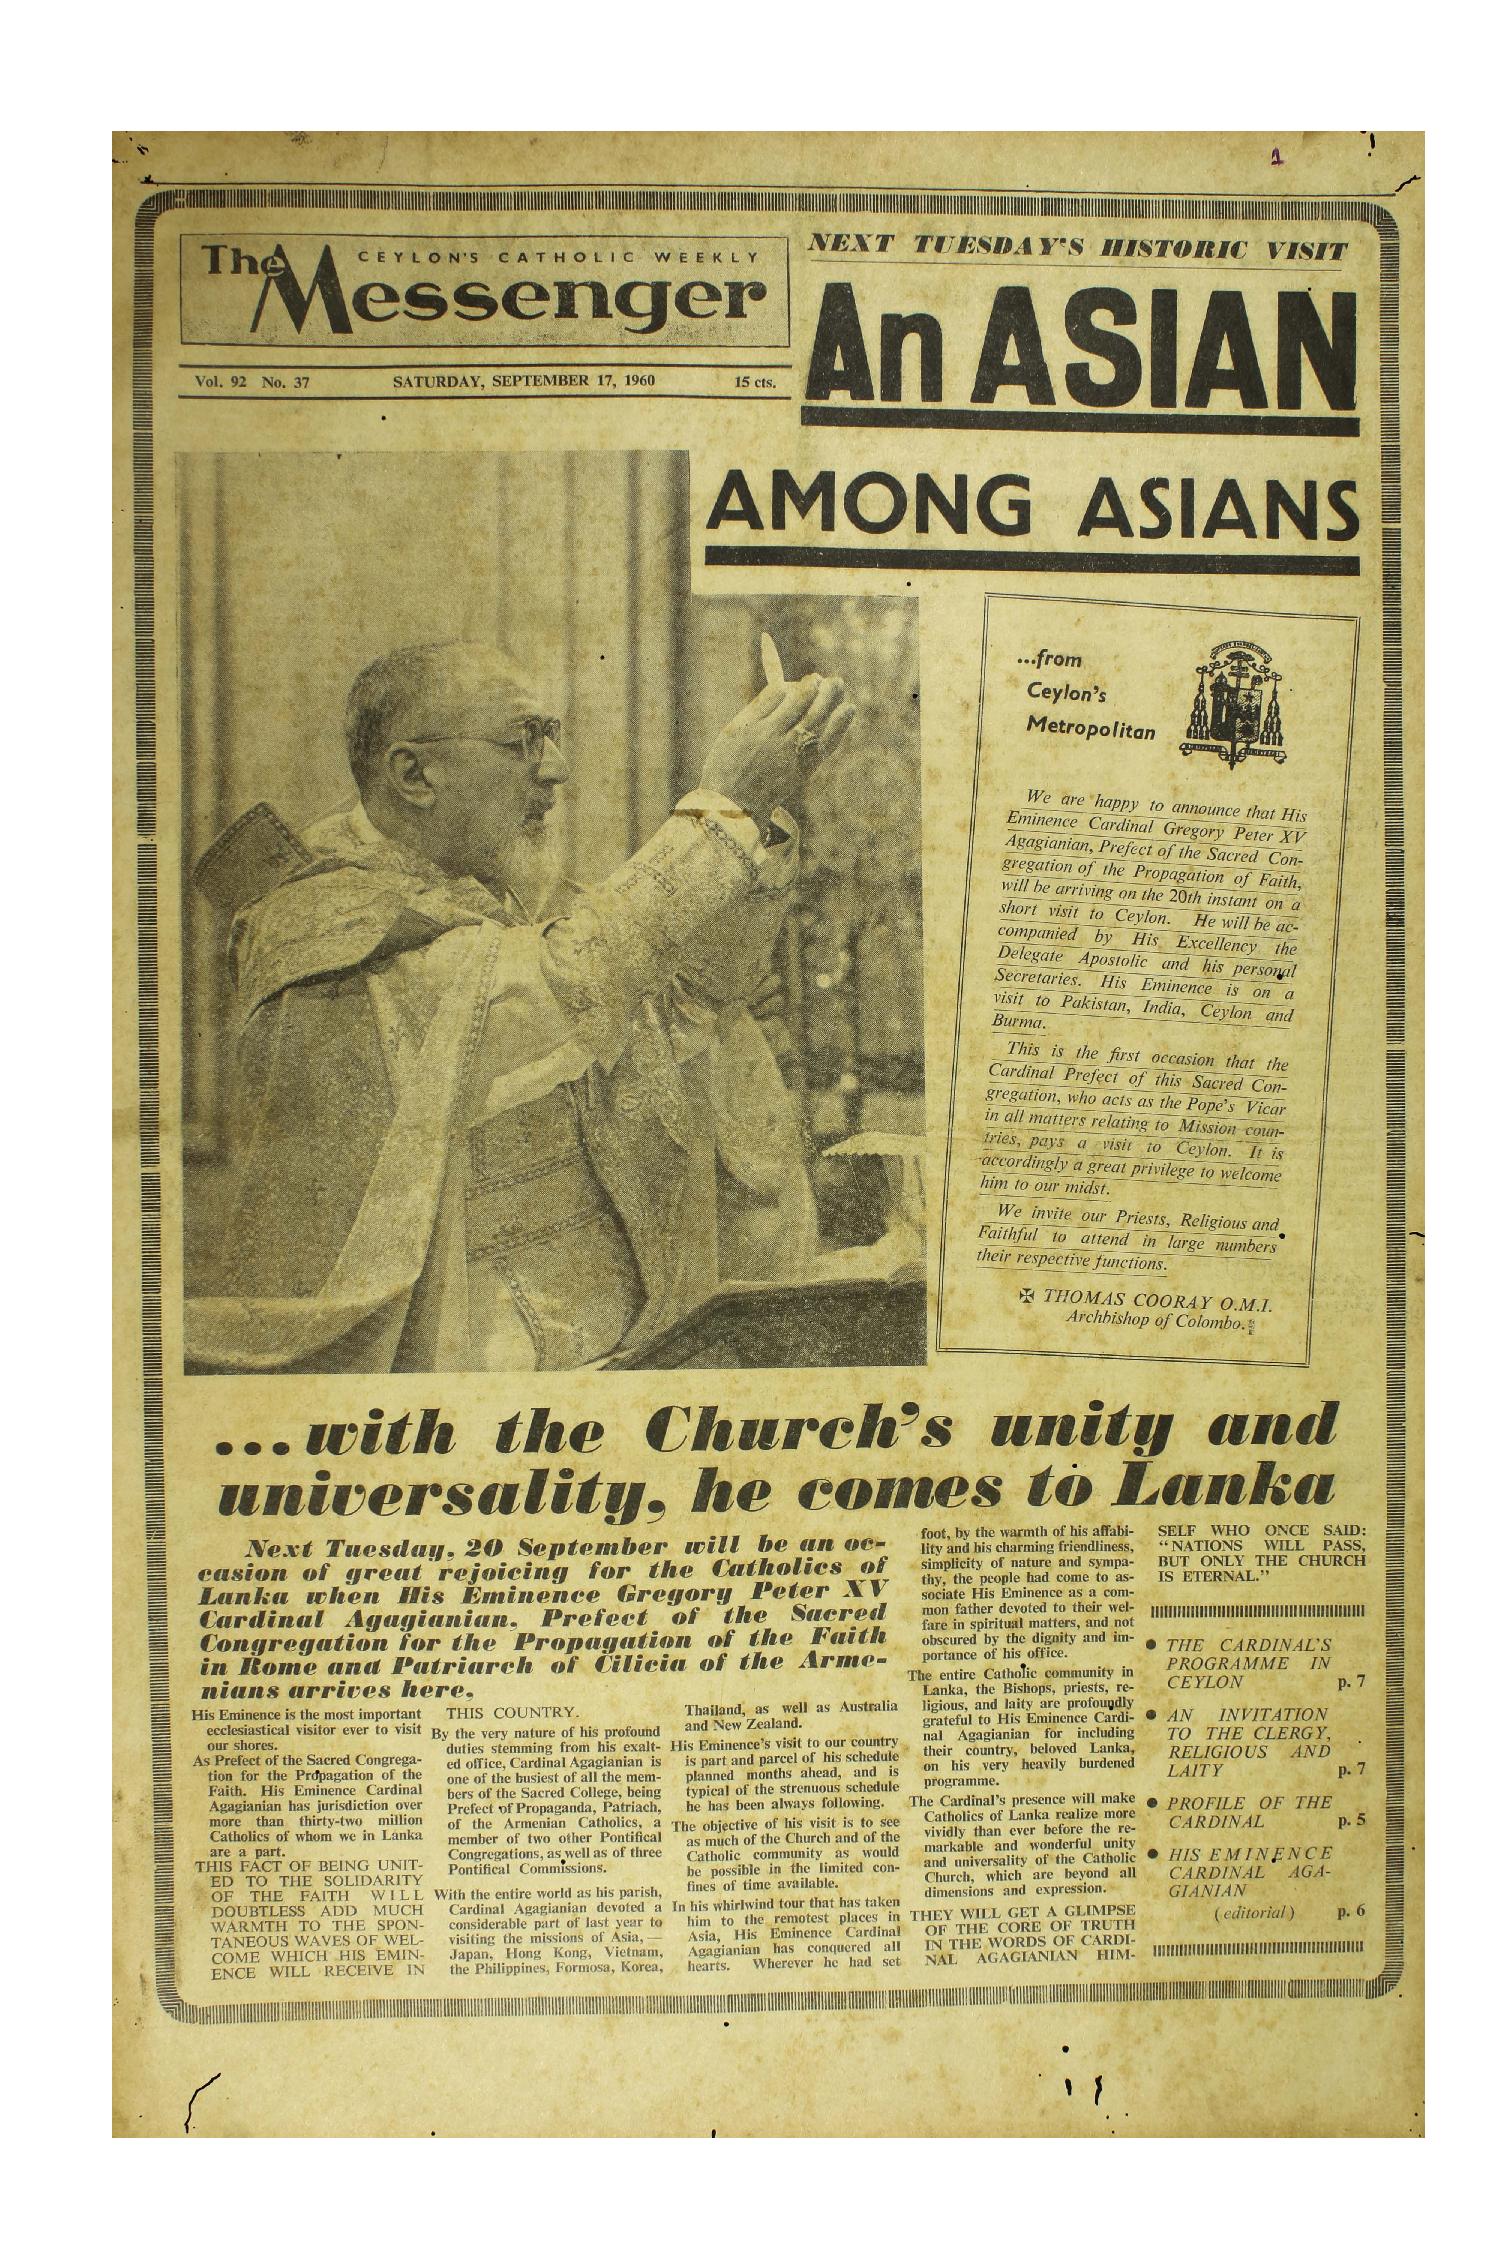 1
The Messenger
CEYLON'S CATHOLIC WEEKLY
Vol. 92 No. 37 SATURDAY, SEPTEMBER 17, 1960 15 cts.
NEXT TUESDAY'S HISTORIC VISIT
An ASIAN
AMONG ASIANS
...from
Ceylon's
Metropolitan
We are happy to announce that His
Eminence Cardinal Gregory Peter XV
Agagianian, Prefect of the Sacred Con-
gregation of the Propagation of Faith,
will be arriving on the 20th instant on a
short visit to Ceylon. He will be ac-
companied by His Excellency the
Delegate Apostolic and his personal
Secretaries. His Eminence is on a
visit to Pakistan, India, Ceylon and
Burma.
This is the first occasion that the
Cardinal Prefect of this Sacred Con-
gregation, who acts as the Pope's Vicar
in all matters relating to Mission coun-
tries, pays a visit to Ceylon. It is
accordingly a great privilege to welcome
him to our midst.
We invite our Priests, Religious and
Faithful to attend in large numbers
their respective functions.
✠ THOMAS COORAY O.M.I.
Archbishop of Colombo.
...with the Church's unity and
universality, he comes to Lanka
Next Tuesday, 20 September will be an oc-
casion of great rejoicing for the Catholics of
Lanka when His Eminence Gregory Peter XV
Cardinal Agagianian, Prefect of the Sacred
Congregation for the Propagation of the Faith
in Rome and Patriarch of Cilicia of the Arme-
nians arrives here.
His Eminence is the most important
ecclesiastical visitor ever to visit
our shores.
As Prefect of the Sacred Congrega-
tion for the Propagation of the
Faith. His Eminence Cardinal
Agagianian has jurisdiction over
more than thirty-two million
Catholics of whom we in Lanka
are a part.
THIS FACT OF BEING UNIT-
ED TO THE SOLIDARITY
OF THE FAITH WILL
DOUBTLESS ADD MUCH
WARMTH TO THE SPON-
TANEOUS WAVES OF WEL-
COME WHICH HIS EMIN-
ENCE WILL RECEIVE IN
THIS COUNTRY.
By the very nature of his profound
duties stemming from his exalt-
ed office, Cardinal Agagianian is
one of the busiest of all the mem-
bers of the Sacred College, being
Prefect of Propaganda, Patriach,
of the Armenian Catholics, a
member of two other Pontifical
Congregations, as well as of three
Pontifical Commissions.
With the entire world as his parish,
Cardinal Agagianian devoted a
considerable part of last year to
visiting the missions of Asia, —
Japan, Hong Kong, Vietnam,
the Philippines, Formosa, Korea,
Thailand, as well as Australia
and New Zealand.
His Eminence's visit to our country
is part and parcel of his schedule
planned months ahead, and is
typical of the strenuous schedule
he has been always following.
The objective of his visit is to see
as much of the Church and of the
Catholic community as would
be possible in the limited con-
fines of time available.
In his whirlwind tour that has taken
him to the remotest places in
Asia, His Eminence Cardinal
Agagianian has conquered all
hearts. Wherever he had set
foot, by the warmth of his affabi-
lity and his charming friendliness,
simplicity of nature and sympa-
thy, the people had come to as-
sociate His Eminence as a com-
mon father devoted to their wel-
fare in spiritual matters, and not
obscured by the dignity and im-
portance of his office.
The entire Catholic community in
Lanka, the Bishops, priests, re-
ligious, and laity are profoundly
grateful to His Eminence Cardi-
nal Agagianian for including
their country, beloved Lanka,
on his very heavily burdened
programme.
The Cardinal's presence will make
Catholics of Lanka realize more
vividly than ever before the re-
markable and wonderful unity
and universality of the Catholic
Church, which are beyond all
dimensions and expression.
THEY WILL GET A GLIMPSE
OF THE CORE OF TRUTH
IN THE WORDS OF CARDI-
NAL AGAGIANIAN HIM-
SELF WHO ONCE SAID:
"NATIONS WILL PASS,
BUT ONLY THE CHURCH
IS ETERNAL."
● THE CARDINAL'S
PROGRAMME IN
CEYLON p. 7
● AN INVITATION
TO THE CLERGY,
RELIGIOUS AND
LAITY p. 7
● PROFILE OF THE
CARDINAL p. 5
● HIS EMINENCE
CARDINAL AGA-
GIANIAN
(editorial) p. 6